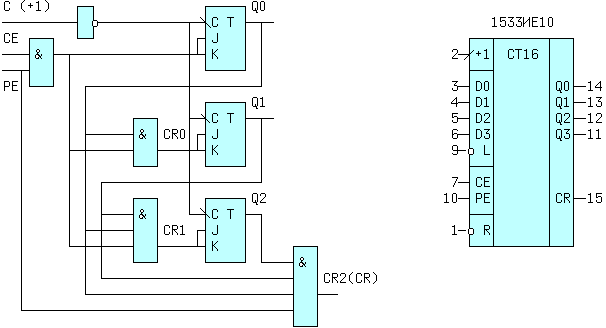 C (+1)
Q0
C T
CE
J
&
K
PE
Q1
C T
&
CR0
J
K
Q2
&
C T
CR1
J
K
&
CR2(CR)
1533ИЕ10
2
+1
CT16
3
D0
Q0
14
4
D1
Q1
13
5
D2
Q2
12
6
D3
Q3
11
9
L
7
CE
10
PE
CR
15
1
R